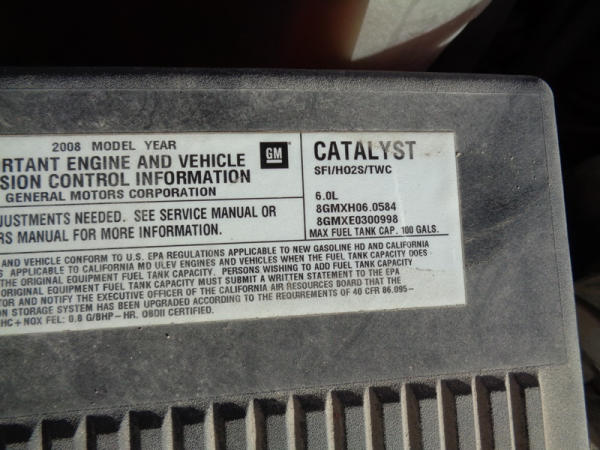 2008 MODEL YEAR
ENGINE AND VEHICLE
CONTROL INFORMATION
GENERAL MOTORS CORPORATION
GM
NEEDED. SEE SERVICE MANUAL OR
MANUAL FOR MORE INFORMATION.
CATALYST
SFI/HO2S/TWC
6.0L
8GMXH06.0584
8GMXE0300998
MAX FUEL TANK CAP. 100 GALS.
AND VEHICLE CONFORM TO U.S. EPA REGULATIONS APPLICABLE TO NEW GASOLINE HD AND CALIFORNIA
APPLICABLE TO CALIFORNIA MD ULEV ENGINES AND VEHICLES WHEN THE FUEL TANK CAPACITY DOES
THE ORIGINAL EQUIPMENT FUEL TANK CAPACITY. PERSONS WISHING TO ADD FUEL TANK CAPACITY
ORIGINAL EQUIPMENT FUEL TANK CAPACITY MUST SUBMIT A WRITTEN STATEMENT TO THE EPA
AND NOTIFY THE EXECUTIVE OFFICER OF THE CALIFORNIA AIR RESOURCES BOARD THAT THE
STORAGE SYSTEM HAS BEEN UPGRADED ACCORDING TO THE REQUIREMENTS OF 40 CFR 86.095-
HC+NOX FEL: 0.8 G/BHP-HR. OBDII CERTIFIED.